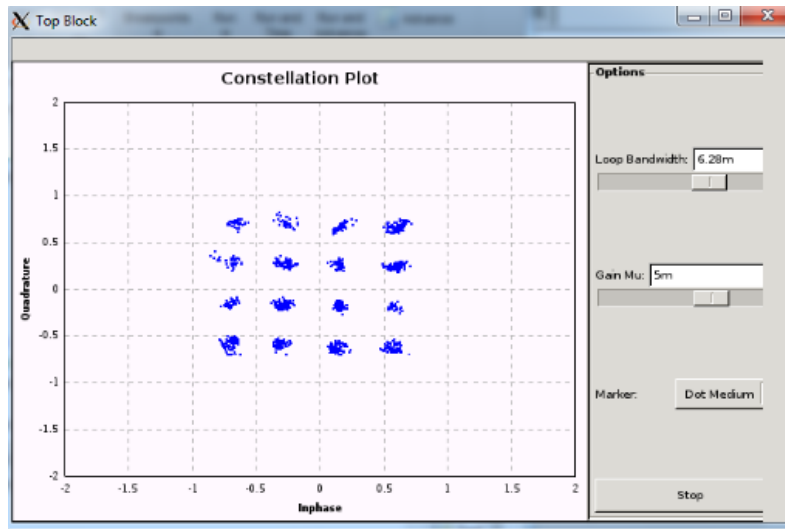 Top Block
Constellation Plot
Options
2
1.5
1
0.5
0
-0.5
-1
-1.5
-2
Quadrature
-2
-1.5
-1
-0.5
0
0.5
1
1.5
2
Inphase
Loop Bandwidth: 6.28m
Gain Mu: 5m
Marker: Dot Medium
Stop